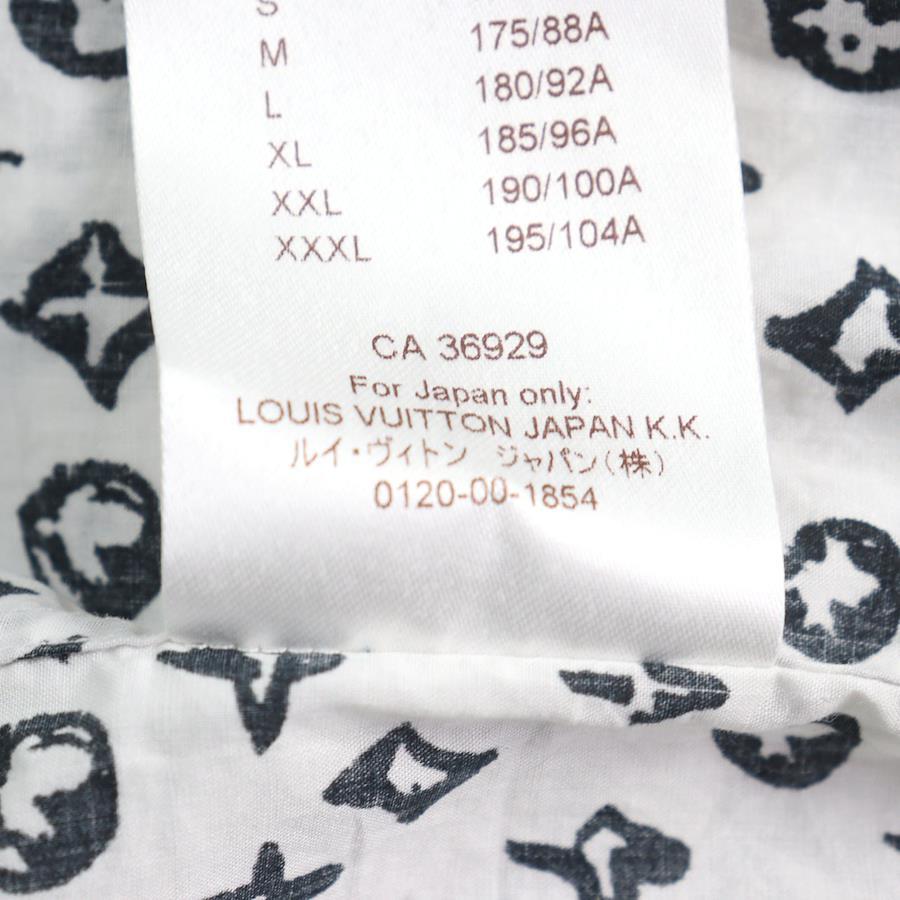 S
M 175/88A
L 180/92A
XL 185/96A
XXL 190/100A
XXXL 195/104A
CA 36929
For Japan only:
LOUIS VUITTON JAPAN K.K.
ルイ・ヴィトン ジャパン(株)
0120-00-1854